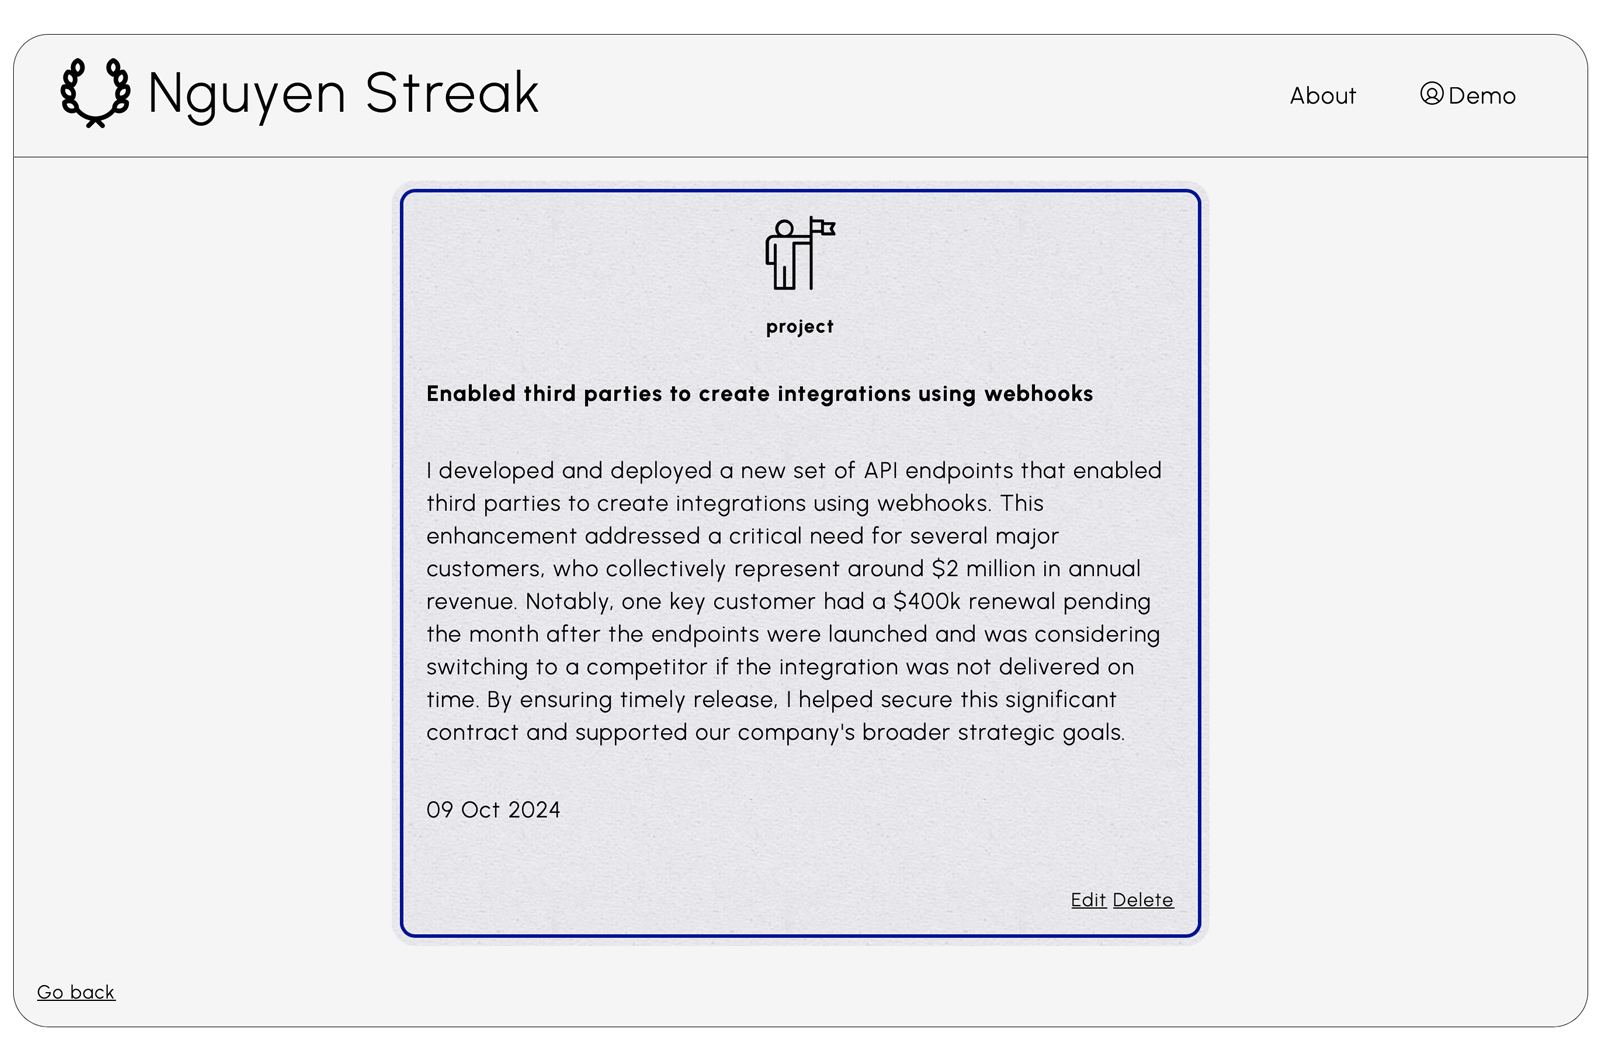 Nguyen Streak
About
Demo
project
Enabled third parties to create integrations using webhooks
I developed and deployed a new set of API endpoints that enabled
third parties to create integrations using webhooks. This
enhancement addressed a critical need for several major
customers, who collectively represent around $2 million in annual
revenue. Notably, one key customer had a $400k renewal pending
the month after the endpoints were launched and was considering
switching to a competitor if the integration was not delivered on
time. By ensuring timely release, I helped secure this significant
contract and supported our company's broader strategic goals.
09 Oct 2024
Edit Delete
Go back